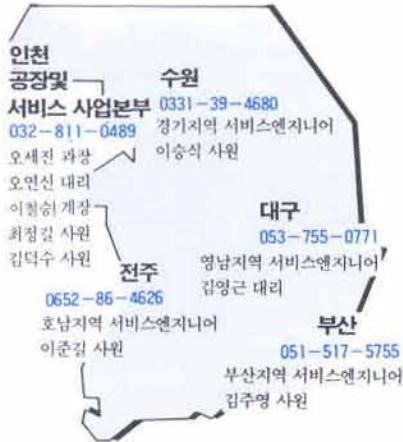 인천
공장및
서비스 사업본부
032-811-0489
오세진 과장
오연신 대리
이철승 계장
최정길 사원
김덕수 사원
수원
0331-39-4680
경기지역 서비스엔지니어
이승식 사원
대구
053-755-0771
영남지역 서비스엔지니어
김영근 대리
전주
0652-86-4626
호남지역 서비스엔지니어
이준길 사원
부산
051-517-5755
부산지역 서비스엔지니어
김주영 사원